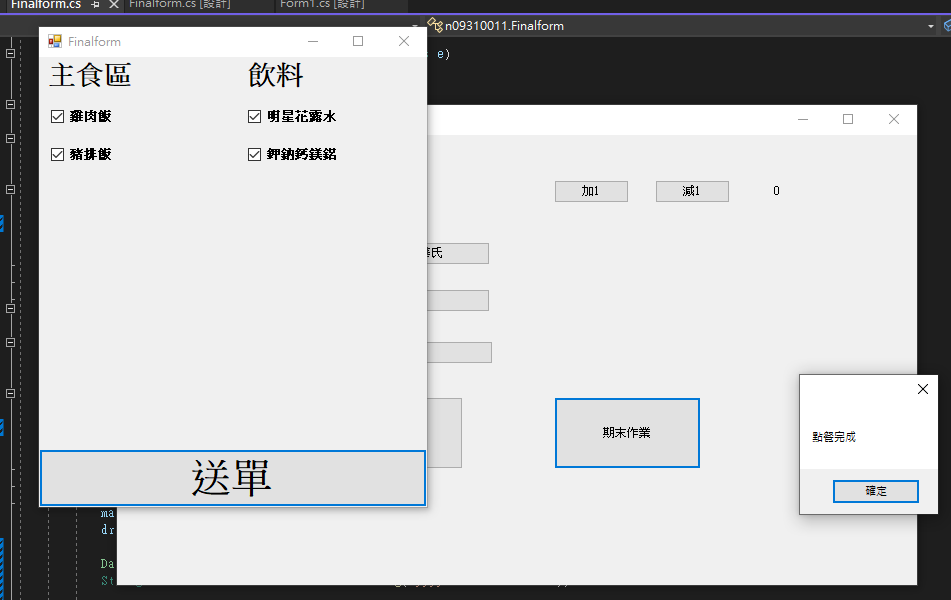 Finalform.cs
Finalform.cs [設計]
Form1.cs [設計]
n09310011.Finalform
e)
Finalform
主食區
飲料
雞肉飯
明星花露水
豬排飯
鉀鈉鈣鎂鋁
送單
加1
減1
0
氏
期末作業
點餐完成
確定
ma
dr
Da
St